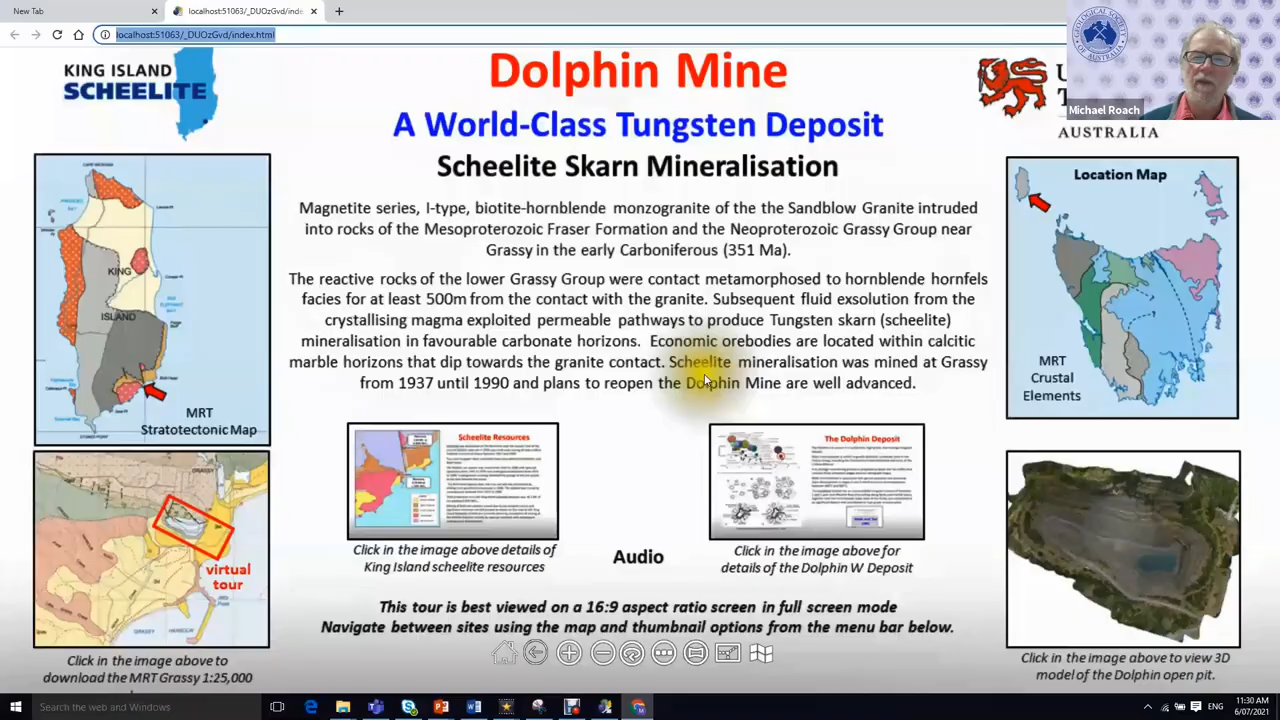 New Tab
localhost:51063/_DUOzGvd/index.h
localhost:51063/_DUOzGvd/index.html
Michael Roach
KING ISLAND
SCHEELITE
Dolphin Mine
A World-Class Tungsten Deposit
Scheelite Skarn Mineralisation
AUSTRALIA
Magnetite series, I-type, biotite-hornblende monzogranite of the the Sandblow Granite intruded
into rocks of the Mesoproterozoic Fraser Formation and the Neoproterozoic Grassy Group near
Grassy in the early Carboniferous (351 Ma).
The reactive rocks of the lower Grassy Group were contact metamorphosed to hornblende hornfels
facies for at least 500m from the contact with the granite. Subsequent fluid exsolution from the
crystallising magma exploited permeable pathways to produce Tungsten skarn (scheelite)
mineralisation in favourable carbonate horizons. Economic orebodies are located within calcitic
marble horizons that dip towards the granite contact. Scheelite mineralisation was mined at Grassy
from 1937 until 1990 and plans to reopen the Dolphin Mine are well advanced.
KING
ISLAND
MRT
Stratotectonic Map
Location Map
MRT
Crustal
Elements
Scheelite Resources
The Dolphin Deposit
Click in the image above details of
King Island scheelite resources
Audio
Click in the image above for
details of the Dolphin W Deposit
GRASSY
virtual
tour
GRASSY
HARBOUR
Click in the image above to
download the MRT Grassy 1:25,000
This tour is best viewed on a 16:9 aspect ratio screen in full screen mode
Navigate between sites using the map and thumbnail options from the menu bar below.
Click in the image above to view 3D
model of the Dolphin open pit.
Search the web and Windows
ENG
11:30 AM
6/07/2021